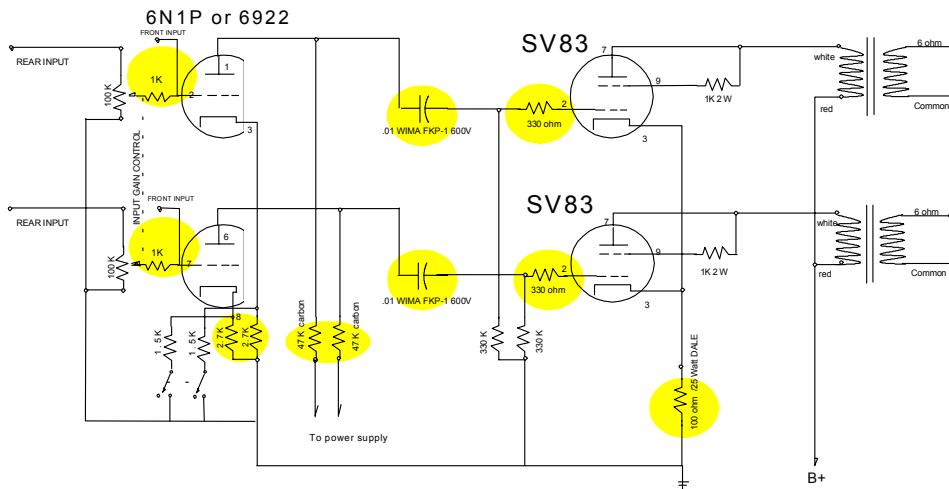 6N1P or 6922
FRONT INPUT
REAR INPUT
1K
100 K
1
2
3
INPUT GAIN CONTROL
.01 WIMA FKP-1 600V
SV83
7
9
2
3
330 ohm
1K 2 W
white
red
6 ohm
Common
FRONT INPUT
REAR INPUT
1K
100 K
6
7
8
.01 WIMA FKP-1 600V
SV83
7
9
2
3
330 ohm
1K 2 W
white
red
6 ohm
Common
1.5K
1.5K
2.7K
2.7K
47 K carbon
47 K carbon
330 K
330 K
100 ohm /25 Watt DALE
To power supply
B+